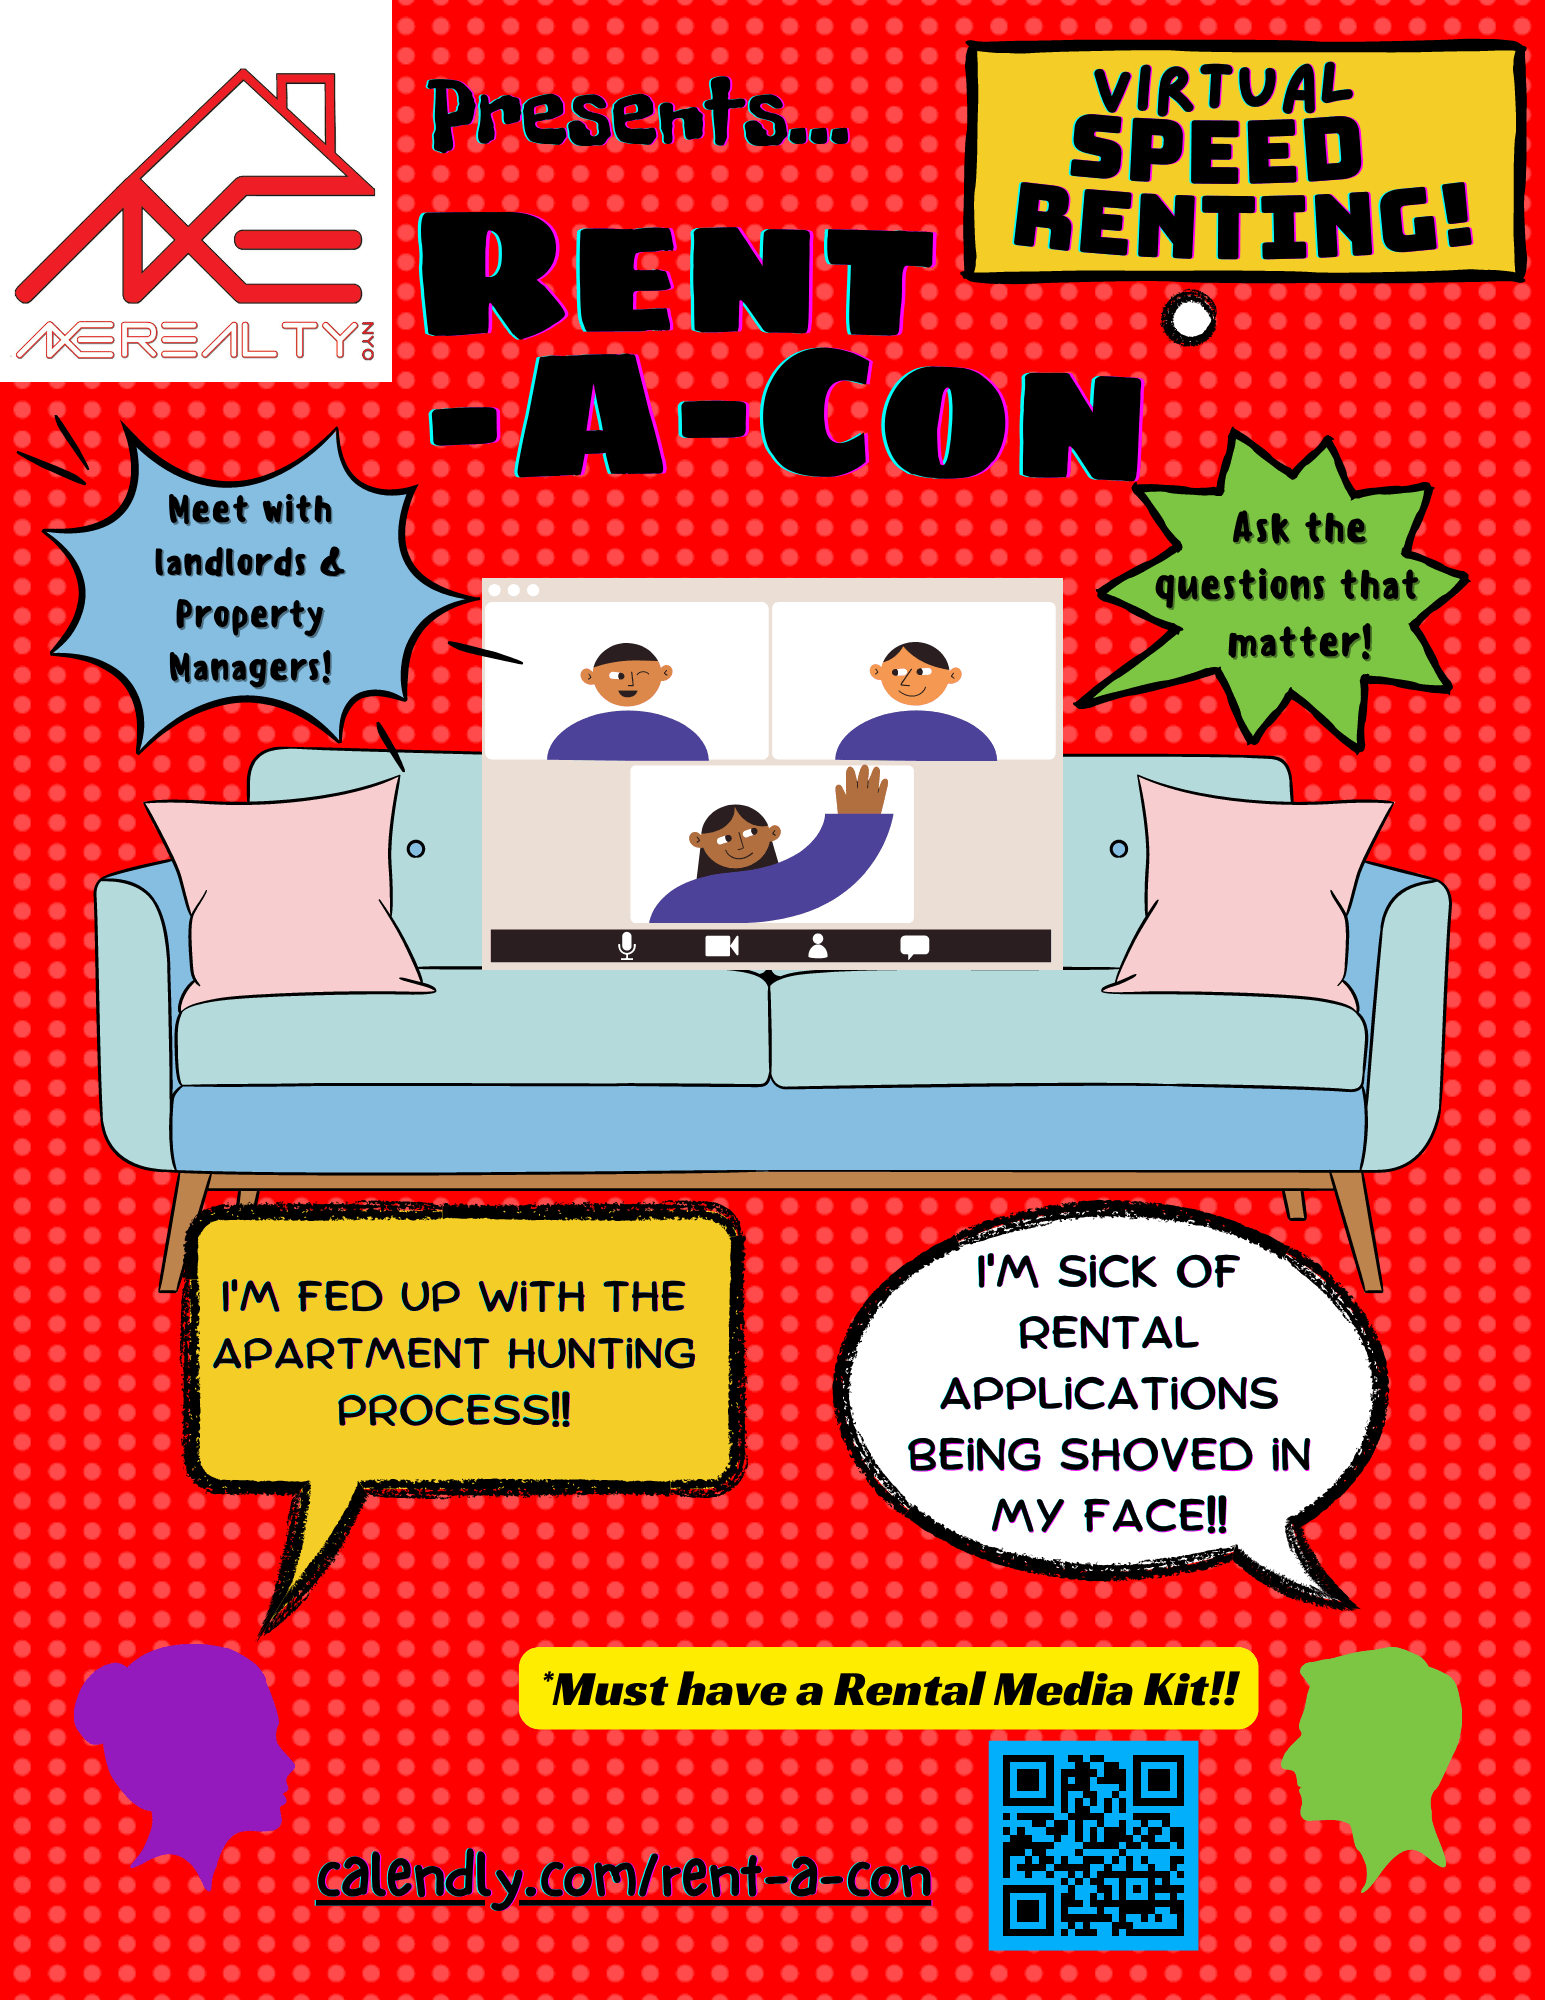 AXEREALTY NYC
Presents...
VIRTUAL
SPEED
RENTING!
RENT
-A-CON
Meet with
landlords &
Property
Managers!
Ask the
questions that
matter!
I'M FED UP WITH THE
APARTMENT HUNTING
PROCESS!!
I'M SICK OF
RENTAL
APPLICATIONS
BEING SHOVED IN
MY FACE!!
*Must have a Rental Media Kit!!
calendly.com/rent-a-con